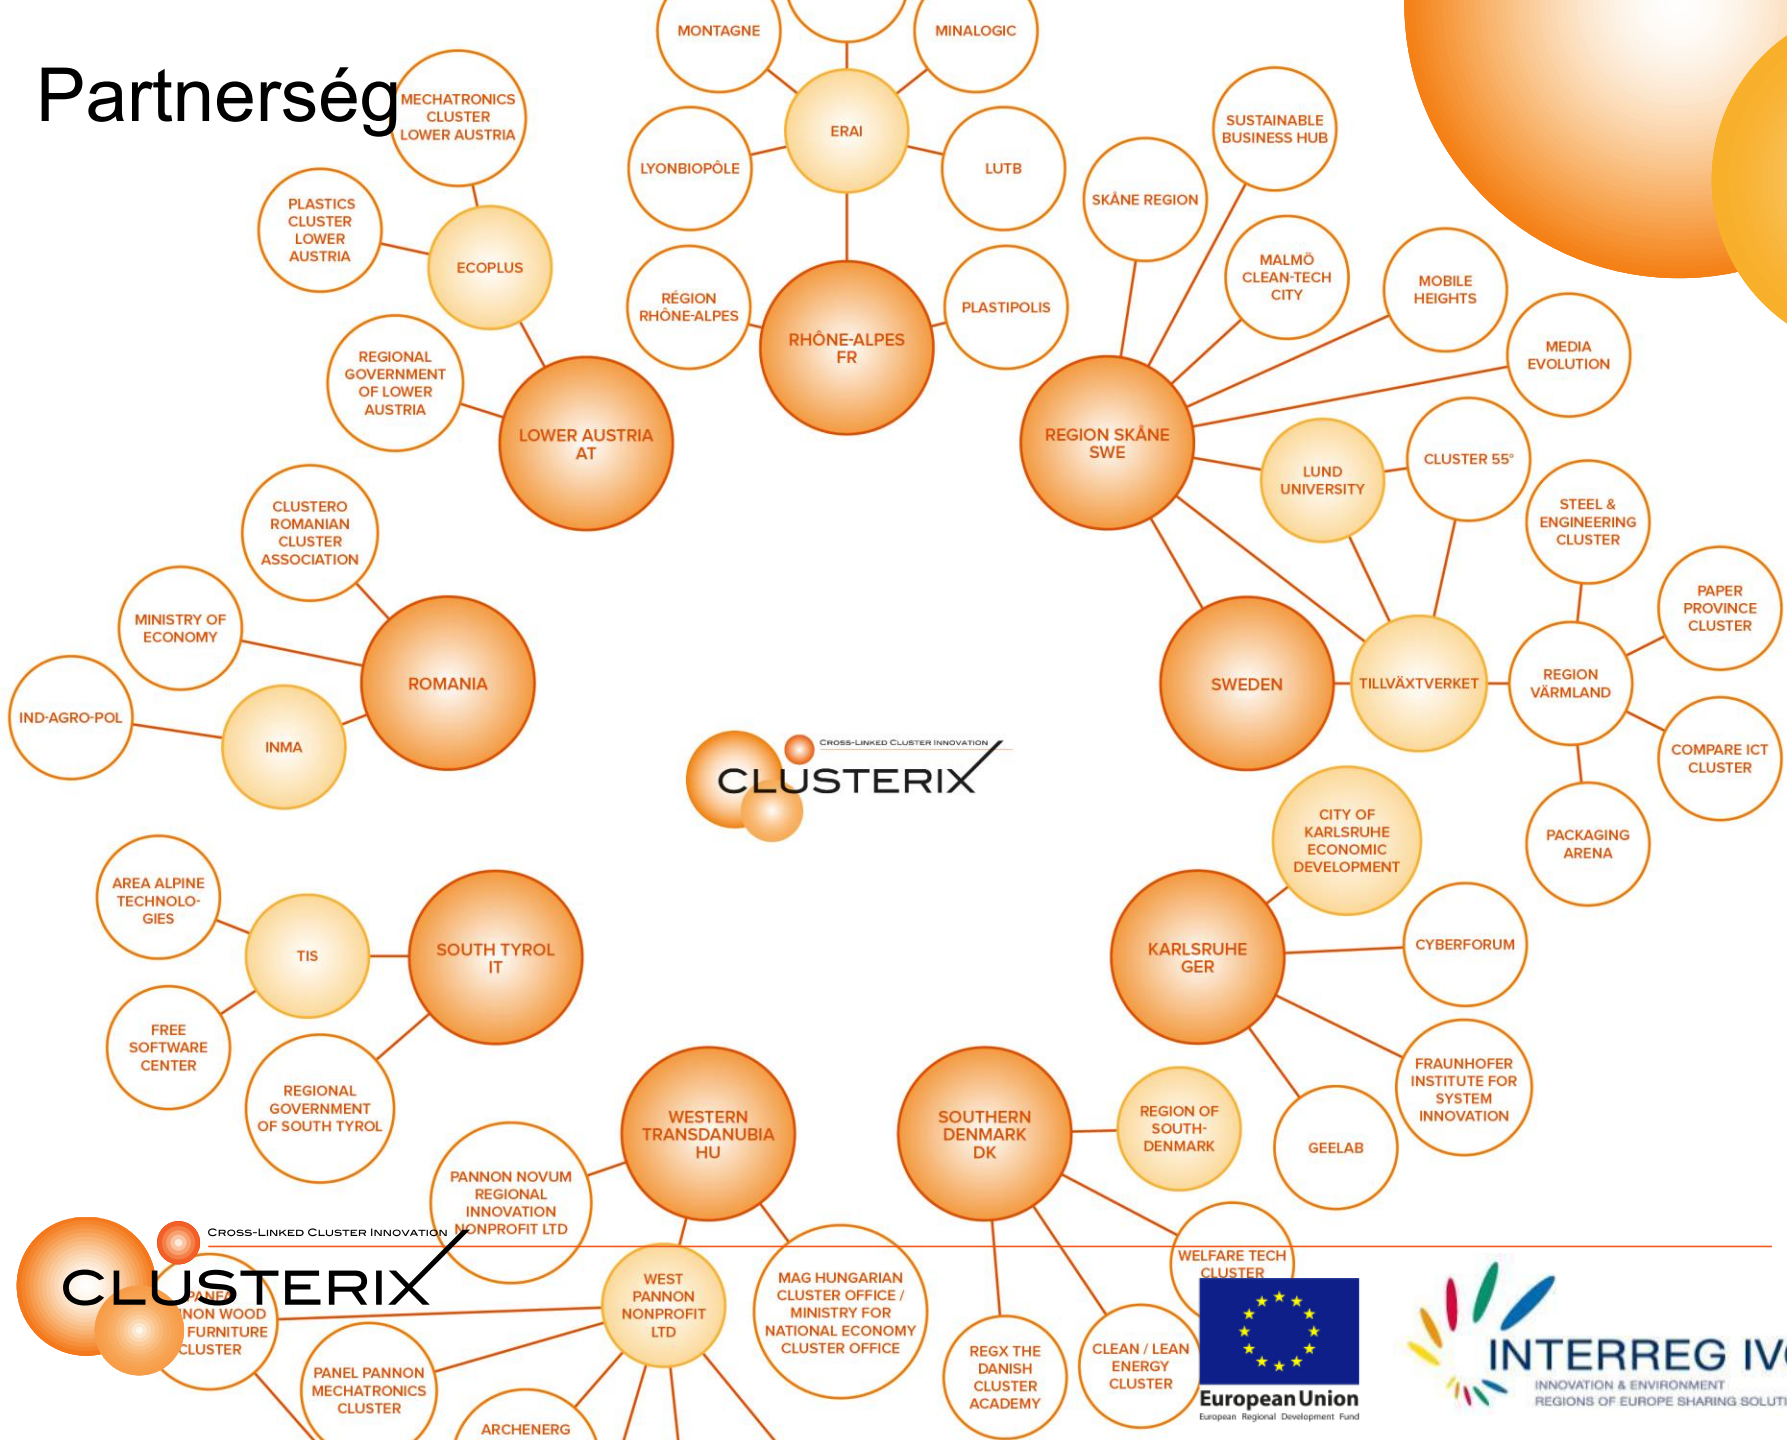 Partnerség
MONTAGNE
MINALOGIC
MECHATRONICS
CLUSTER
LOWER AUSTRIA
ERAI
SUSTAINABLE
BUSINESS HUB
LYONBIOPÔLE
LUTB
SKÅNE REGION
PLASTICS
CLUSTER
LOWER
AUSTRIA
ECOPLUS
MALMÖ
CLEAN-TECH
CITY
MOBILE
HEIGHTS
RÉGION
RHÔNE-ALPES
RHÔNE-ALPES
FR
PLASTIPOLIS
MEDIA
EVOLUTION
REGIONAL
GOVERNMENT
OF LOWER
AUSTRIA
LOWER AUSTRIA
AT
REGION SKÅNE
SWE
LUND
UNIVERSITY
CLUSTER 55°
CLUSTERO
ROMANIAN
CLUSTER
ASSOCIATION
STEEL &
ENGINEERING
CLUSTER
MINISTRY OF
ECONOMY
PAPER
PROVINCE
CLUSTER
ROMANIA
SWEDEN
TILLVÄXTVERKET
REGION
VÄRMLAND
IND-AGRO-POL
INMA
COMPARE ICT
CLUSTER
CROSS-LINKED CLUSTER INNOVATION
CLUSTERIX
CITY OF
KARLSRUHE
ECONOMIC
DEVELOPMENT
PACKAGING
ARENA
AREA ALPINE
TECHNOLO-
GIES
TIS
SOUTH TYROL
IT
KARLSRUHE
GER
CYBERFORUM
FREE
SOFTWARE
CENTER
REGIONAL
GOVERNMENT
OF SOUTH TYROL
FRAUNHOFER
INSTITUTE FOR
SYSTEM
INNOVATION
WESTERN
TRANSDANUBIA
HU
SOUTHERN
DENMARK
DK
REGION OF
SOUTH-
DENMARK
GEELAB
PANNON NOVUM
REGIONAL
INNOVATION
NONPROFIT LTD
CROSS-LINKED CLUSTER INNOVATION
CLUSTERIX
WELFARE TECH
CLUSTER
WOOD
FURNITURE
CLUSTER
WEST
PANNON
NONPROFIT
LTD
MAG HUNGARIAN
CLUSTER OFFICE /
MINISTRY FOR
NATIONAL ECONOMY
CLUSTER OFFICE
PANEL PANNON
MECHATRONICS
CLUSTER
REGX THE
DANISH
CLUSTER
ACADEMY
CLEAN / LEAN
ENERGY
CLUSTER
ARCHENERG
European Union
European Regional Development Fund
INTERREG IV
INNOVATION & ENVIRONMENT
REGIONS OF EUROPE SHARING